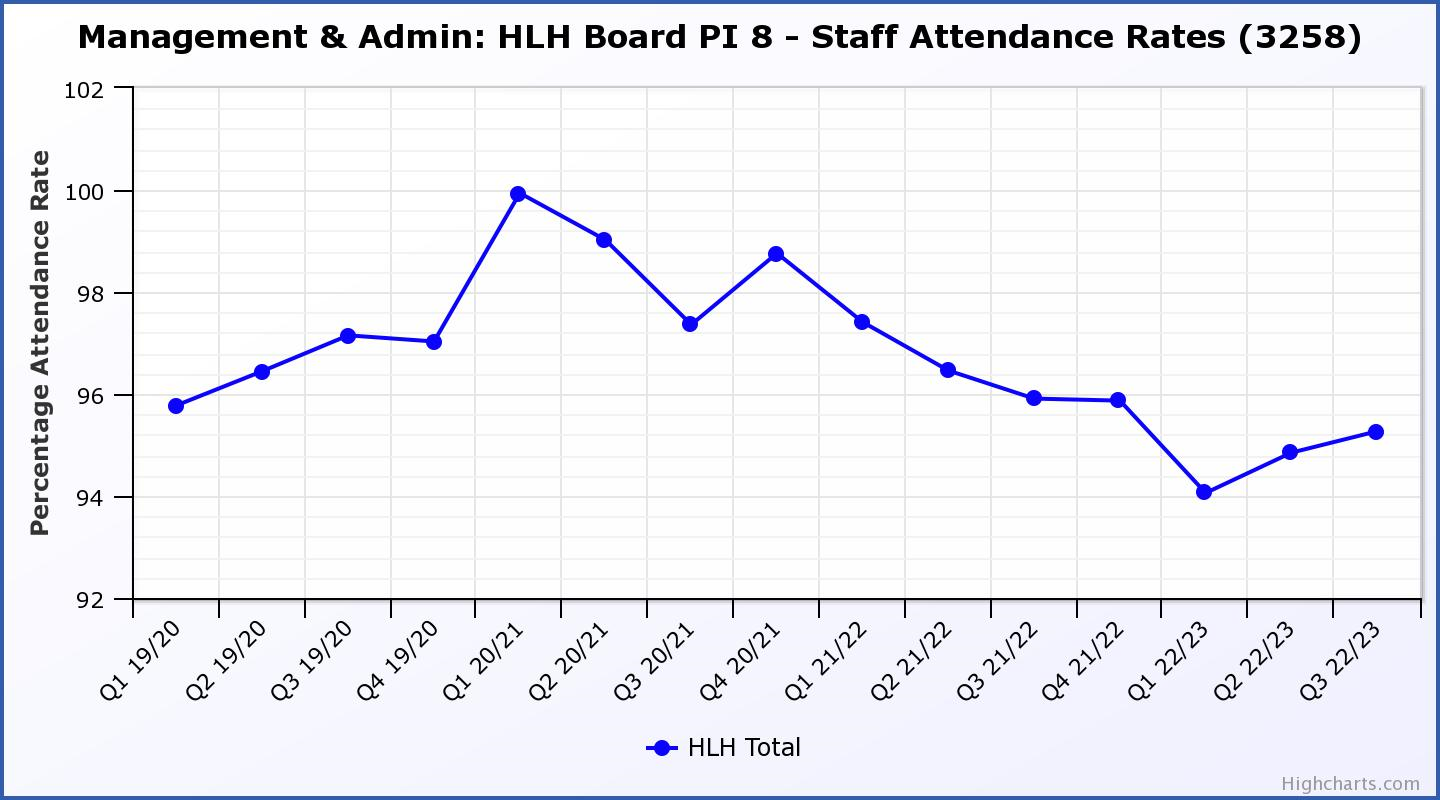 Management & Admin: HLH Board PI 8 - Staff Attendance Rates (3258)
Percentage Attendance Rate
102
100
98
96
94
92
Q1 19/20
Q2 19/20
Q3 19/20
Q4 19/20
Q1 20/21
Q2 20/21
Q3 20/21
Q4 20/21
Q1 21/22
Q2 21/22
Q3 21/22
Q4 21/22
Q1 22/23
Q2 22/23
Q3 22/23
HLH Total
Highcharts.com